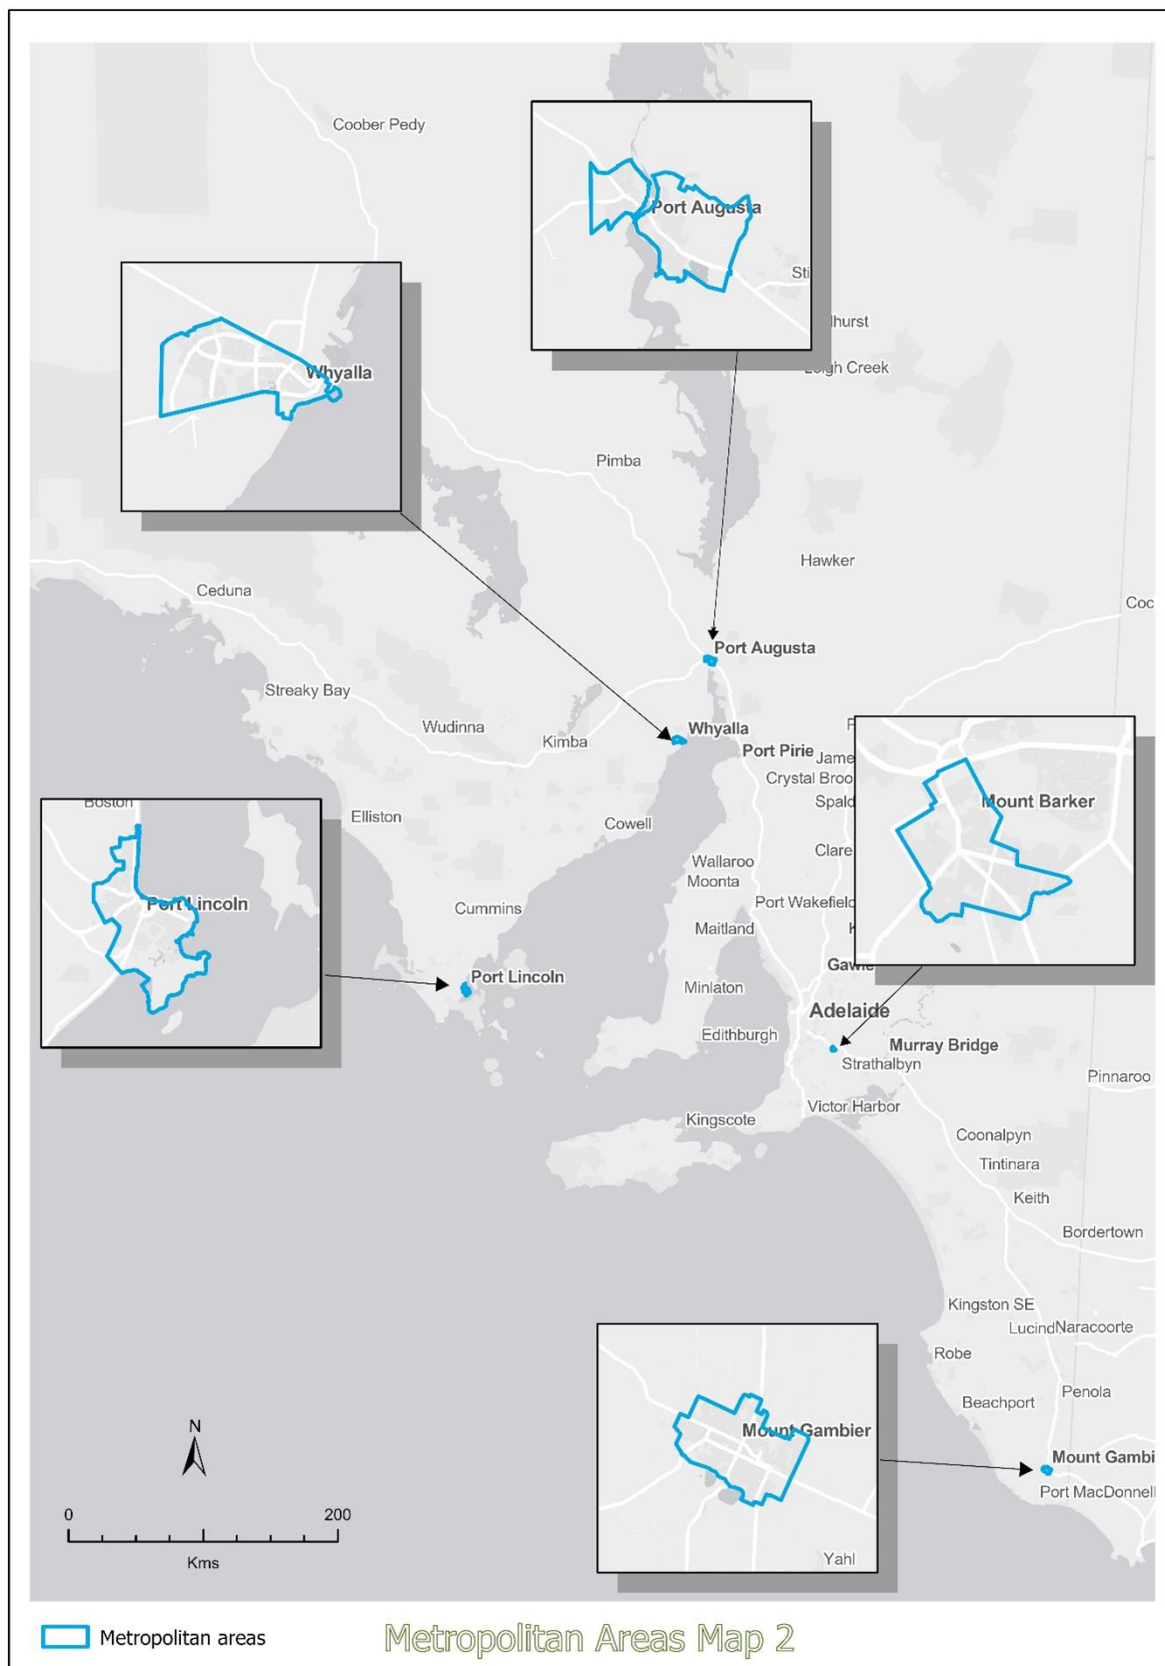 Coober Pedy
Port Augusta
Sti
lhurst
Leigh Creek
Whyalla
Pimba
Hawker
Ceduna
Coc
Port Augusta
Streaky Bay
Wudinna
Kimba
Whyalla
Port Pirie
Jame
Crystal Broo
Spald
Mount Barker
Boston
Elliston
Cowell
Clare
Wallaroo
Moonta
Port Lincoln
Cummins
Port Wakefield
Maitland
K
Gawle
Port Lincoln
Minlaton
Adelaide
Edithburgh
Murray Bridge
Strathalbyn
Pinnaroo
Victor Harbor
Kingscote
Coonalpyn
Tintinara
Keith
Bordertown
Kingston SE
LucindNaracoorte
Robe
Penola
Beachport
Mount Gambier
Mount Gambi
Port MacDonnell
Yahl
N
0 200
Kms
Metropolitan areas
Metropolitan Areas Map 2